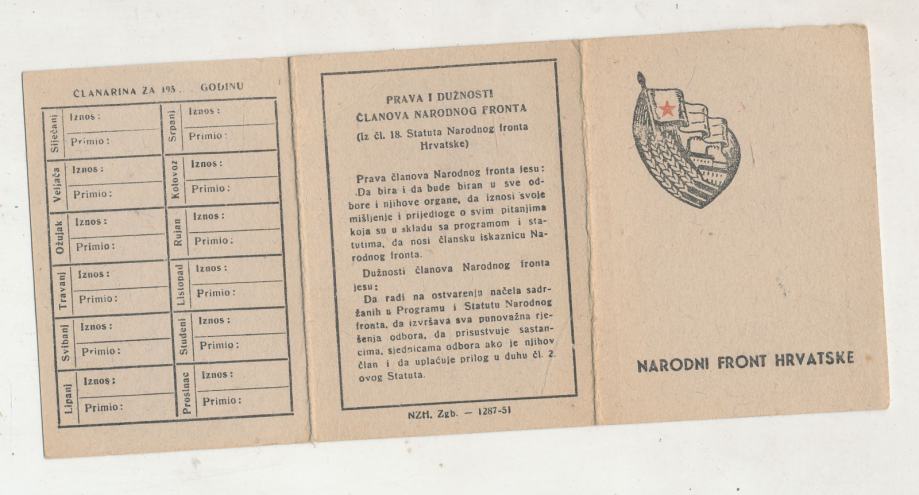 ČLANARINA ZA 195 . . GODINU
Siječanj
Iznos :
Primio :
Srpanj
Iznos :
Primio :
Veljača
Iznos :
Primio :
Kolovoz
Iznos :
Primio :
Ožujak
Iznos :
Primio :
Rujan
Iznos :
Primio :
Travanj
Iznos :
Primio :
Listopad
Iznos :
Primio :
Svibanj
Iznos :
Primio :
Studeni
Iznos :
Primio :
Lipanj
Iznos :
Primio :
Prosinac
Iznos :
Primio :
PRAVA I DUŽNOSTI
ČLANOVA NARODNOG FRONTA
(Iz čl. 18. Statuta Narodnog fronta
Hrvatske)
Prava članova Narodnog fronta jesu:
Da bira i da bude biran u sve od-
bore i njihove organe, da iznosi svoje
mišljenje i prijedloge o svim pitanjima
koja su u skladu sa programom i sta-
tutima, da nosi člansku iskaznicu Na-
rodnog fronta.
Dužnosti članova Narodnog fronta
jesu:
Da radi na ostvarenju načela sadr-
žanih u Programu i Statutu Narodnog
fronta, da izvršava sva punovažna rje-
šenja odbora, da prisustvuje sastan-
cima, sjednicama odbora ako je njihov
član i da uplaćuje prilog u duhu čl. 2.
ovog Statuta.
NZH, Zgb. — 1287-51
NARODNI FRONT HRVATSKE